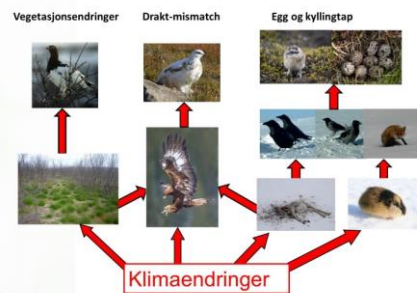 Vegetasjonsendringer
Drakt-mismatch
Egg og kyllingtap
Klimaendringer